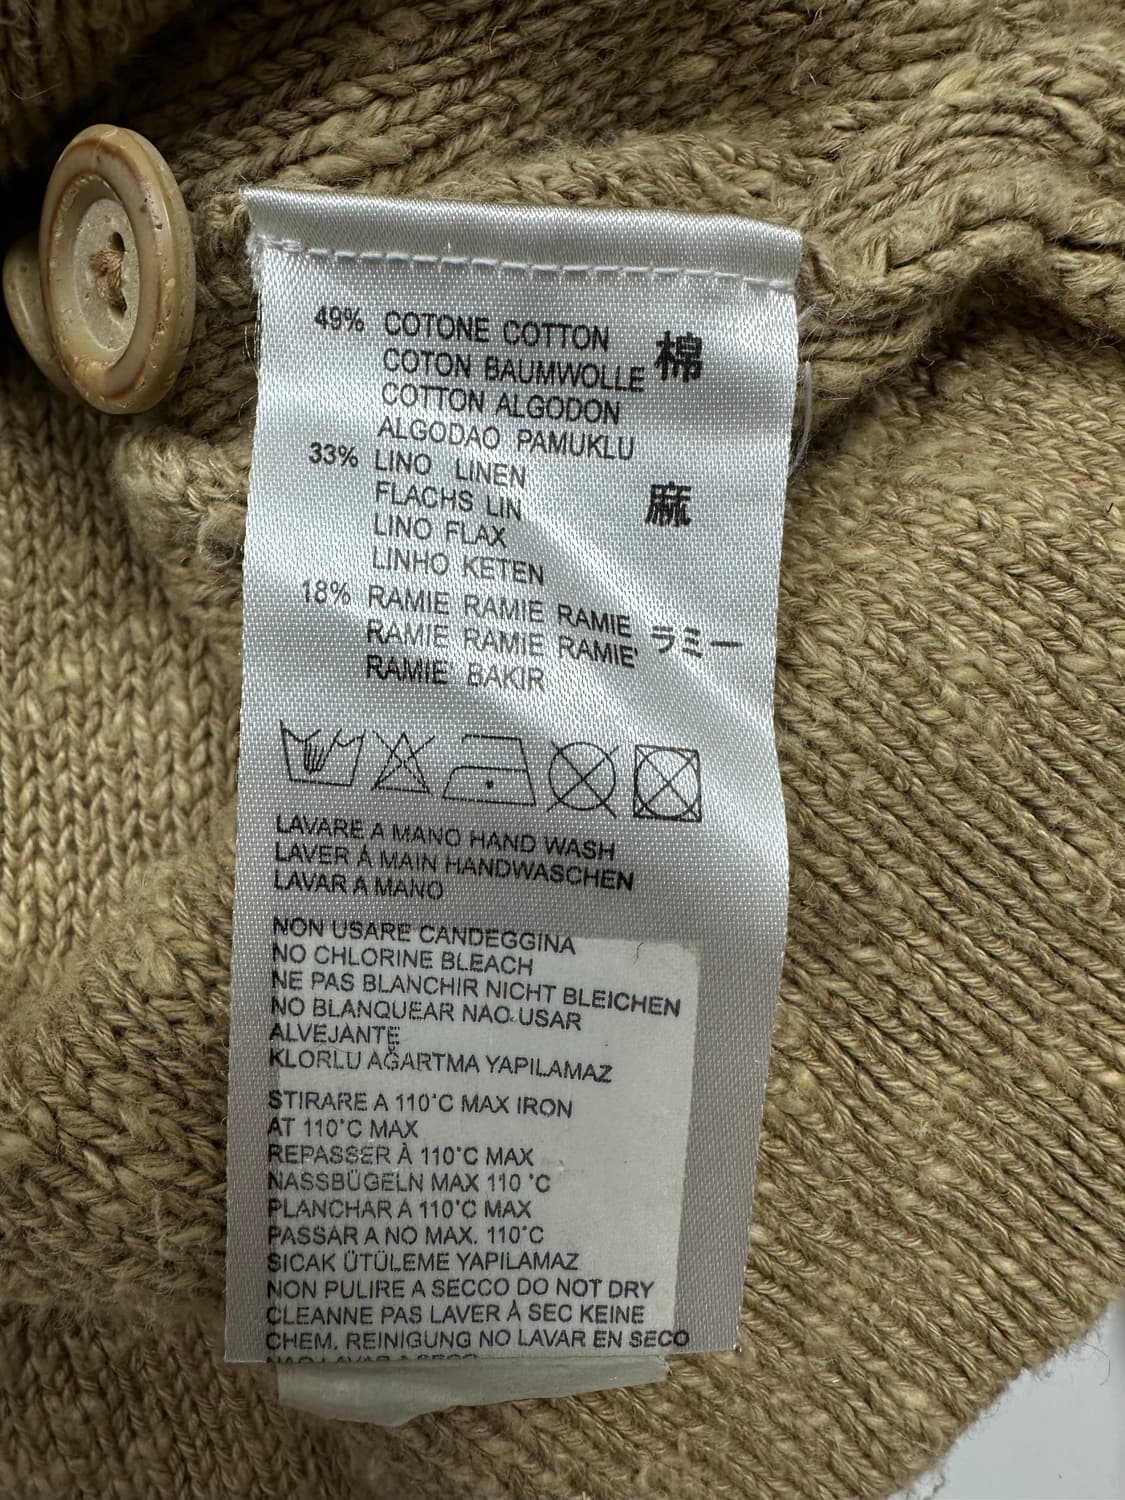 49% COTONE COTTON 棉
COTON BAUMWOLLE
COTTON ALGODON
ALGODAO PAMUKLU
33% LINO LINEN 麻
FLACHS LIN
LINO FLAX
LINHO KETEN
18% RAMIE RAMIE RAMIE ラミー
RAMIE RAMIE RAMIE'
RAMIE' BAKIR
LAVARE A MANO HAND WASH
LAVER À MAIN HANDWASCHEN
LAVAR A MANO
NON USARE CANDEGGINA
NO CHLORINE BLEACH
NE PAS BLANCHIR NICHT BLEICHEN
NO BLANQUEAR NAO USAR
ALVEJANTE
KLORLU AĞARTMA YAPILAMAZ
STIRARE A 110°C MAX IRON
AT 110°C MAX
REPASSER À 110°C MAX
NASSBÜGELN MAX 110 °C
PLANCHAR A 110°C MAX
PASSAR A NO MAX. 110°C
SICAK ÜTÜLEME YAPILAMAZ
NON PULIRE A SECCO DO NOT DRY
CLEANNE PAS LAVER À SEC KEINE
CHEM. REINIGUNG NO LAVAR EN SECO
NAO LAVAR A SECO